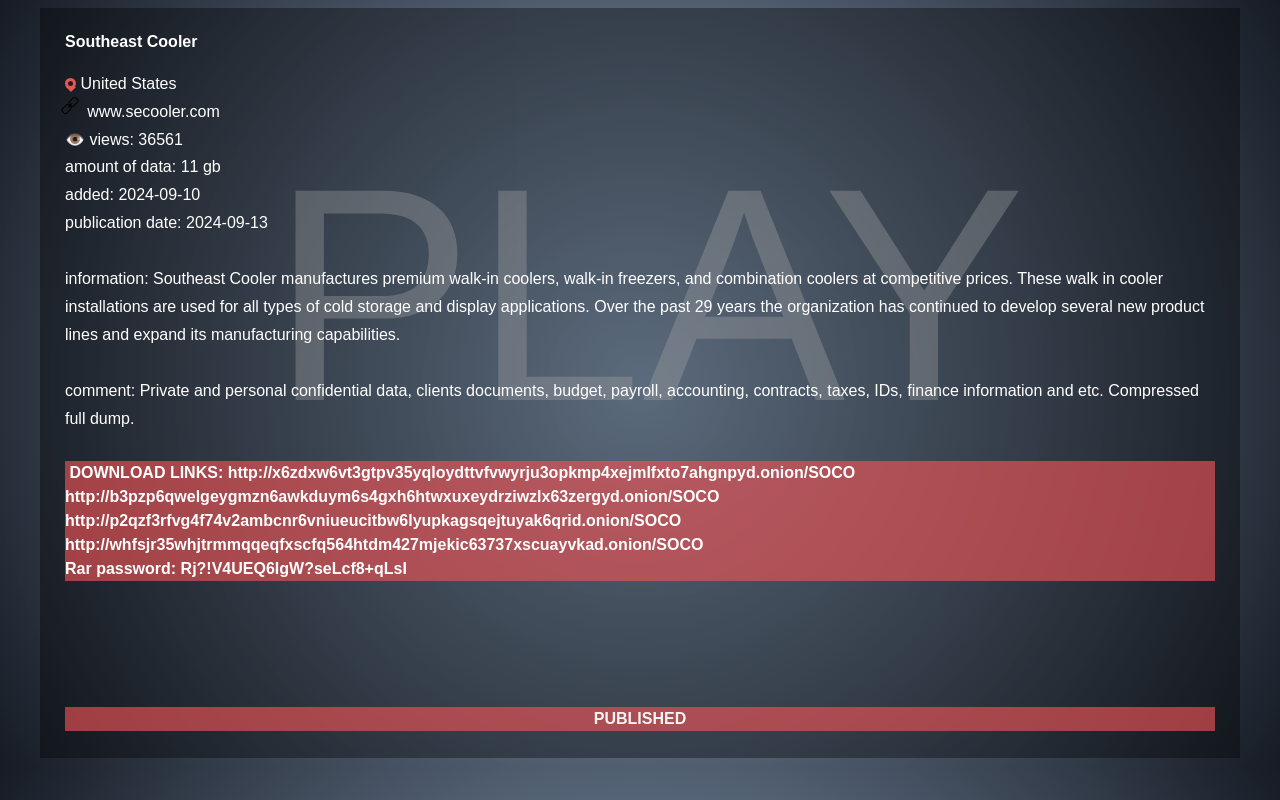 PLAY
Southeast Cooler
United States
www.secooler.com
views: 36561
amount of data: 11 gb
added: 2024-09-10
publication date: 2024-09-13
information: Southeast Cooler manufactures premium walk-in coolers, walk-in freezers, and combination coolers at competitive prices. These walk in cooler
installations are used for all types of cold storage and display applications. Over the past 29 years the organization has continued to develop several new product
lines and expand its manufacturing capabilities.
comment: Private and personal confidential data, clients documents, budget, payroll, accounting, contracts, taxes, IDs, finance information and etc. Compressed
full dump.
DOWNLOAD LINKS: http://x6zdxw6vt3gtpv35yqloydttvfvwyrju3opkmp4xejmlfxto7ahgnpyd.onion/SOCO
http://b3pzp6qwelgeygmzn6awkduym6s4gxh6htwxuxeydrziwzlx63zergyd.onion/SOCO
http://p2qzf3rfvg4f74v2ambcnr6vniueucitbw6lyupkagsqejtuyak6qrid.onion/SOCO
http://whfsjr35whjtrmmqqeqfxscfq564htdm427mjekic63737xscuayvkad.onion/SOCO
Rar password:
PUBLISHED